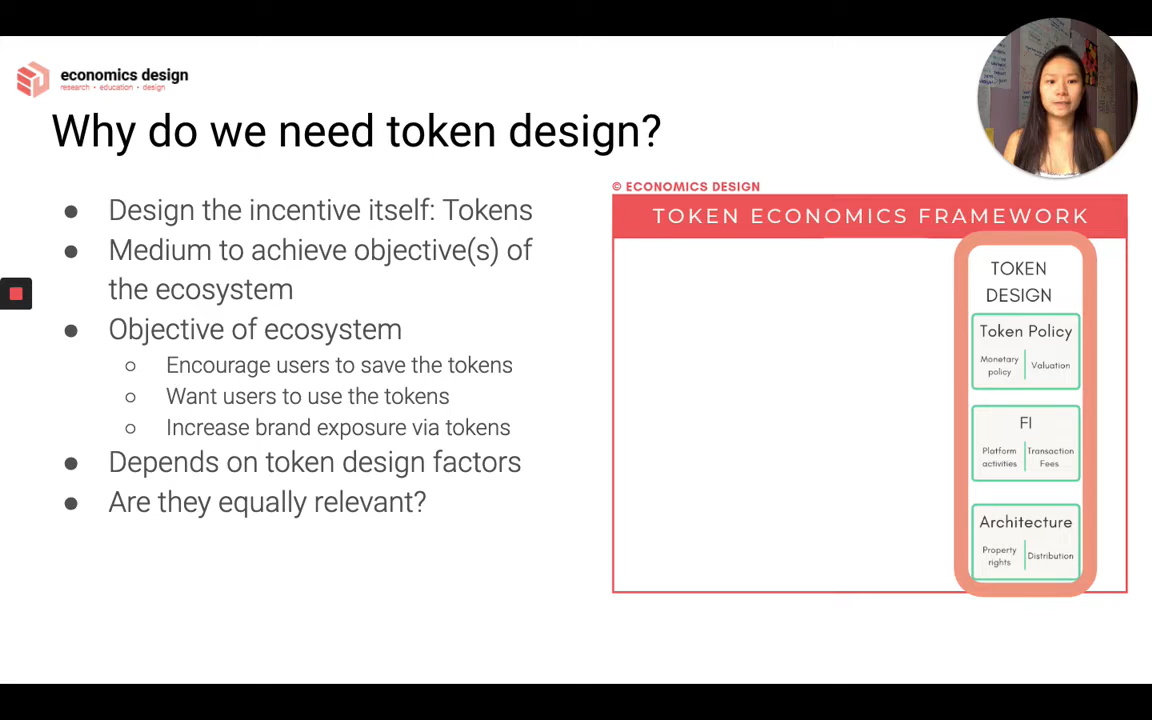 economics design
research • education • design
Why do we need token design?
● Design the incentive itself: Tokens
● Medium to achieve objective(s) of
the ecosystem
● Objective of ecosystem
○ Encourage users to save the tokens
○ Want users to use the tokens
○ Increase brand exposure via tokens
● Depends on token design factors
● Are they equally relevant?
© ECONOMICS DESIGN
TOKEN ECONOMICS FRAMEWORK
TOKEN
DESIGN
Token Policy
Monetary
policy
Valuation
FI
Platform
activities
Transaction
Fees
Architecture
Property
rights
Distribution